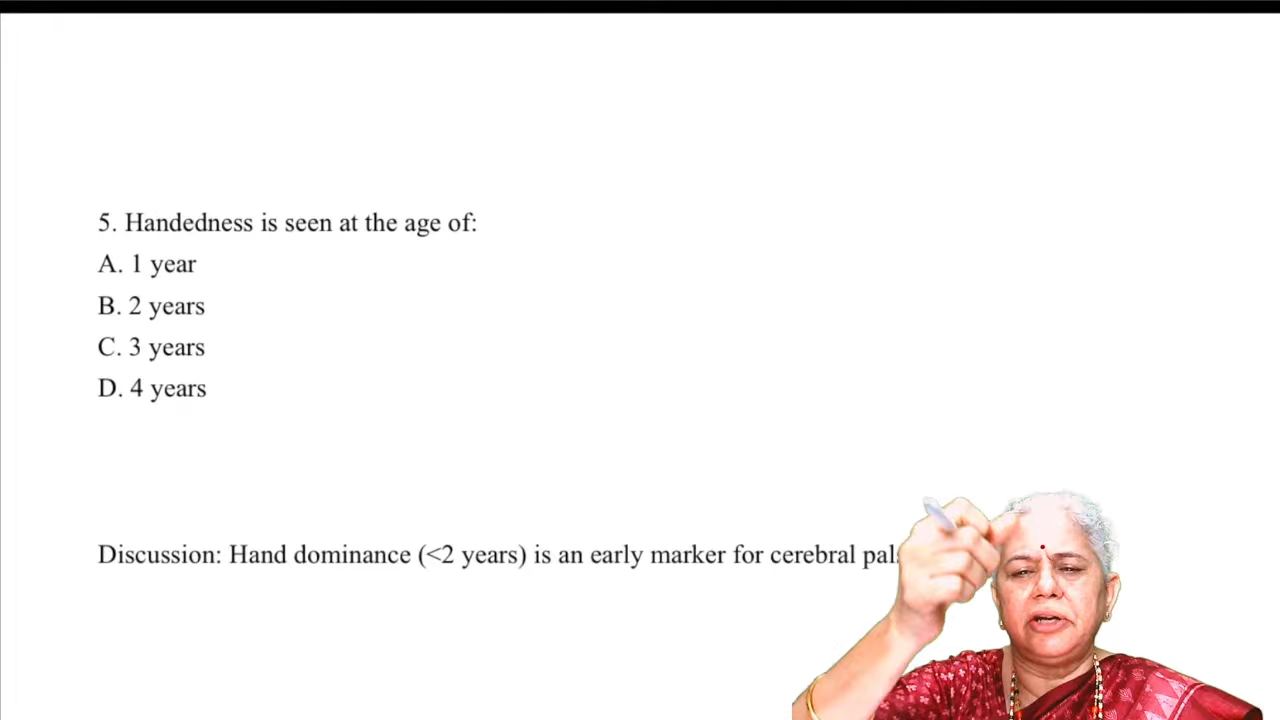 5. Handedness is seen at the age of:
A. 1 year
B. 2 years
C. 3 years
D. 4 years
Discussion: Hand dominance (<2 years) is an early marker for cerebral